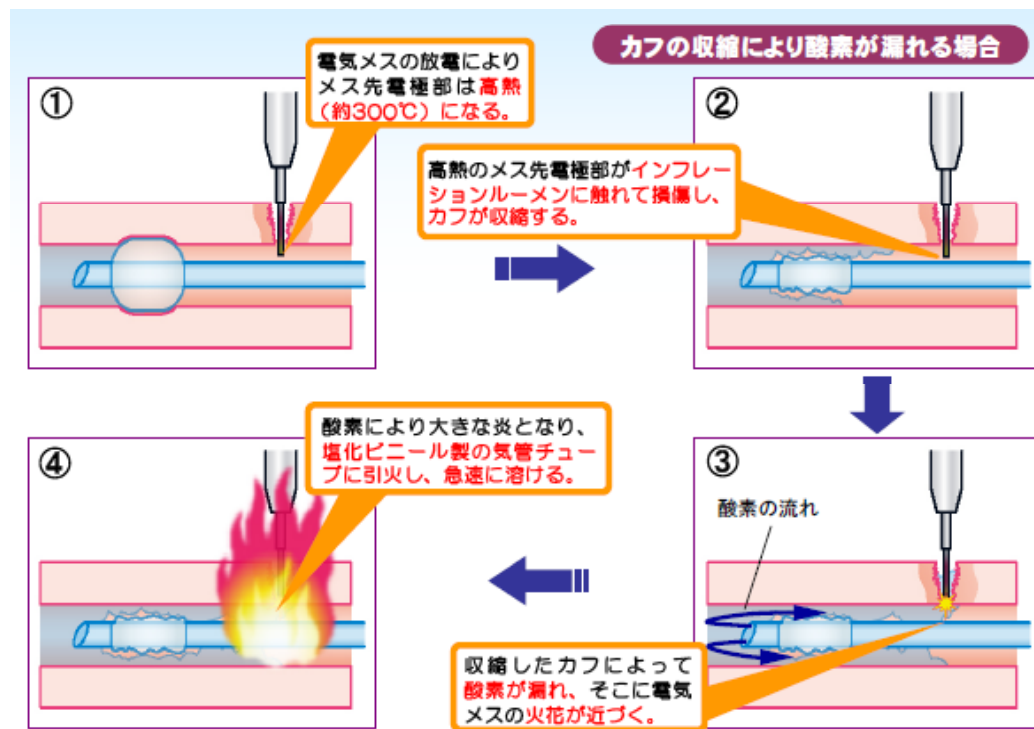 カフの収縮により酸素が漏れる場合
①
電気メスの放電により
メス先電極部は高熱
(約300℃)になる。
②
高熱のメス先電極部がインフレー
ションルーメンに触れて損傷し、
カフが収縮する。
③
酸素の流れ
収縮したカフによって
酸素が漏れ、そこに電気
メスの火花が近づく。
④
酸素により大きな炎となり、
塩化ビニール製の気管チュー
ブに引火し、急速に溶ける。